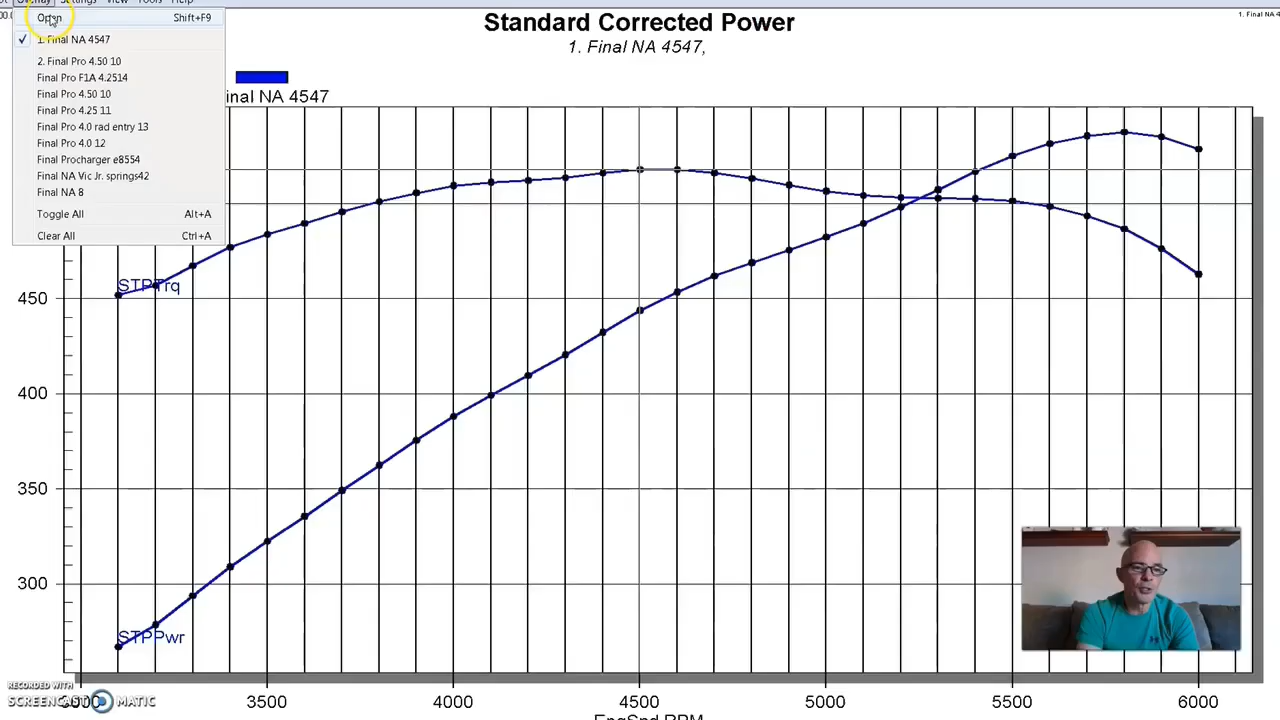 Overlay Settings View Tools Help
Open Shift+F9
1. Final NA 4547
2. Final Pro 4.50 10
Final Pro F1A 4.2514
Final Pro 4.50 10
Final Pro 4.25 11
Final Pro 4.0 rad entry 13
Final Pro 4.0 12
Final Procharger e8554
Final NA Vic Jr. springs42
Final NA 8
Toggle All Alt+A
Clear All Ctrl+A
Standard Corrected Power
1. Final NA 4547,
1. Final NA 4
inal NA 4547
STPTrq
450
400
350
300
STPPwr
RECORDED WITH
SCREENCAST MATIC
3000 3500 4000 4500 5000 5500 6000
EngSpd RPM